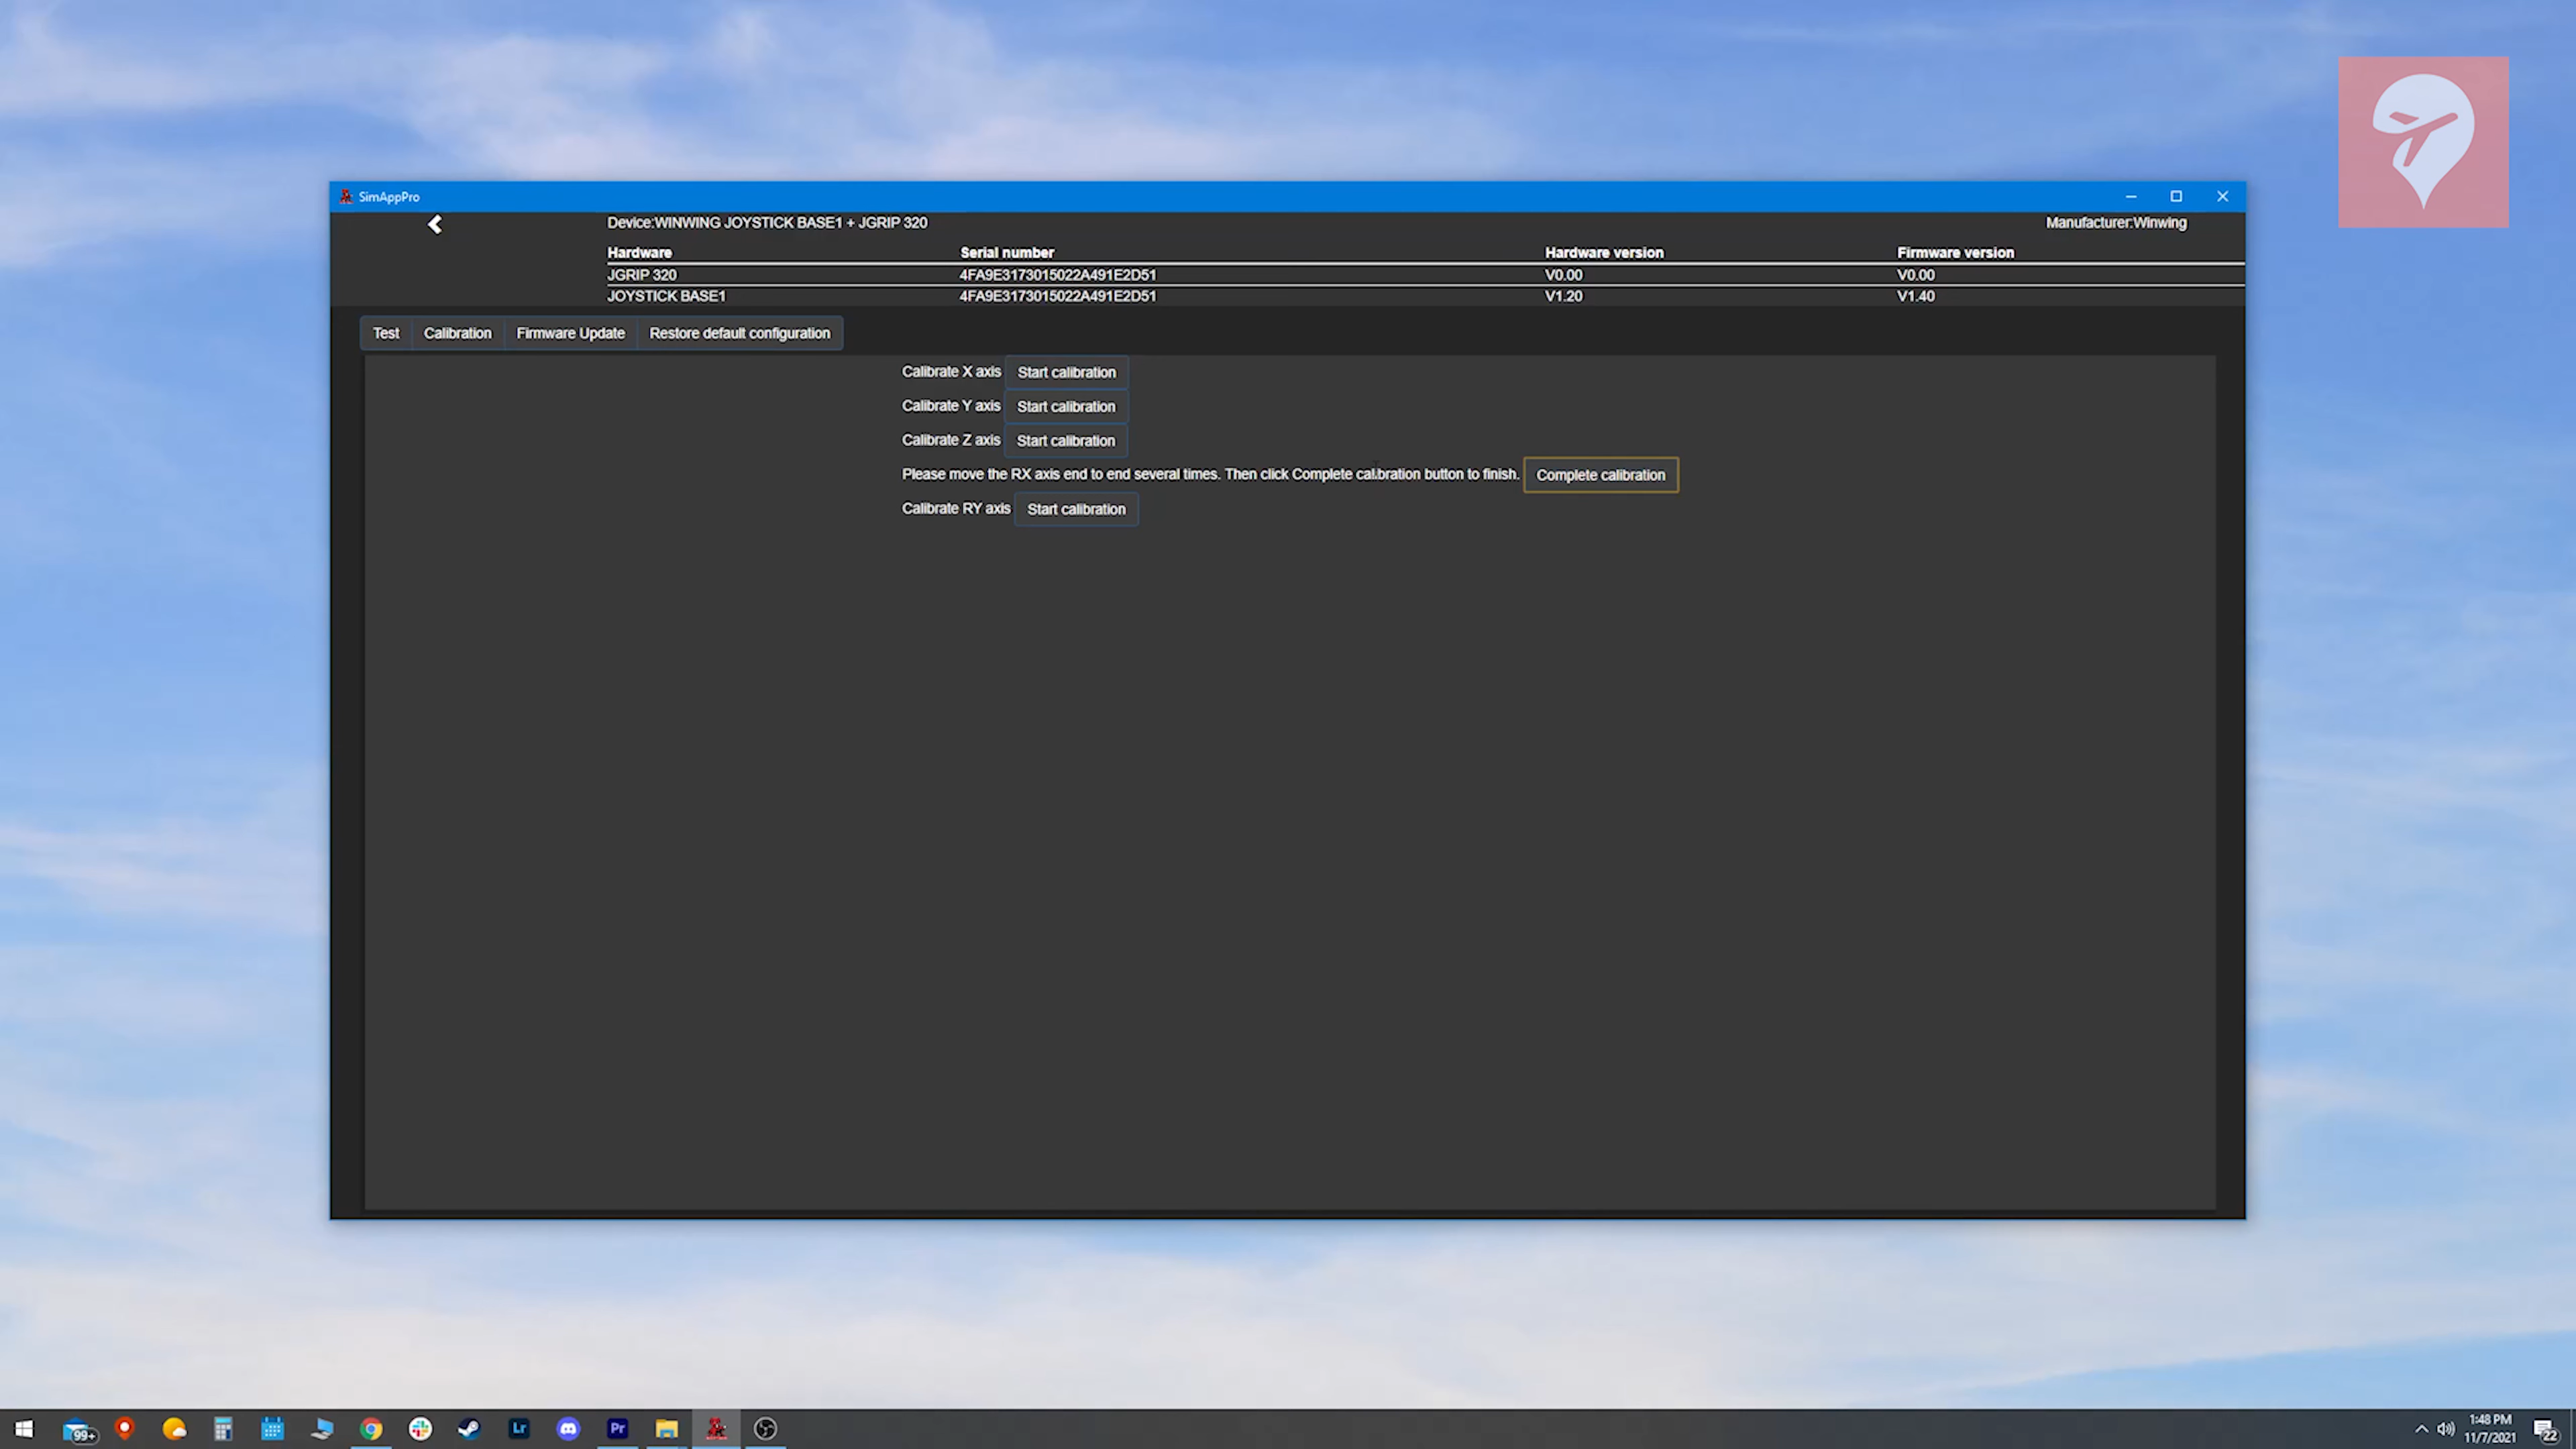 SimAppPro
Device:WINWING JOYSTICK BASE1 + JGRIP 320
Manufacturer:Winwing
Hardware Serial number Hardware version Firmware version
JGRIP 320 4FA9E3173015022A491E2D51 V0.00 V0.00
JOYSTICK BASE1 4FA9E3173015022A491E2D51 V1.20 V1.40
Test Calibration Firmware Update Restore default configuration
Calibrate X axis Start calibration
Calibrate Y axis Start calibration
Calibrate Z axis Start calibration
Please move the RX axis end to end several times. Then click Complete calibration button to finish. Complete calibration
Calibrate RY axis Start calibration
99+
Lr
Pr
1:48 PM
11/7/2021
22